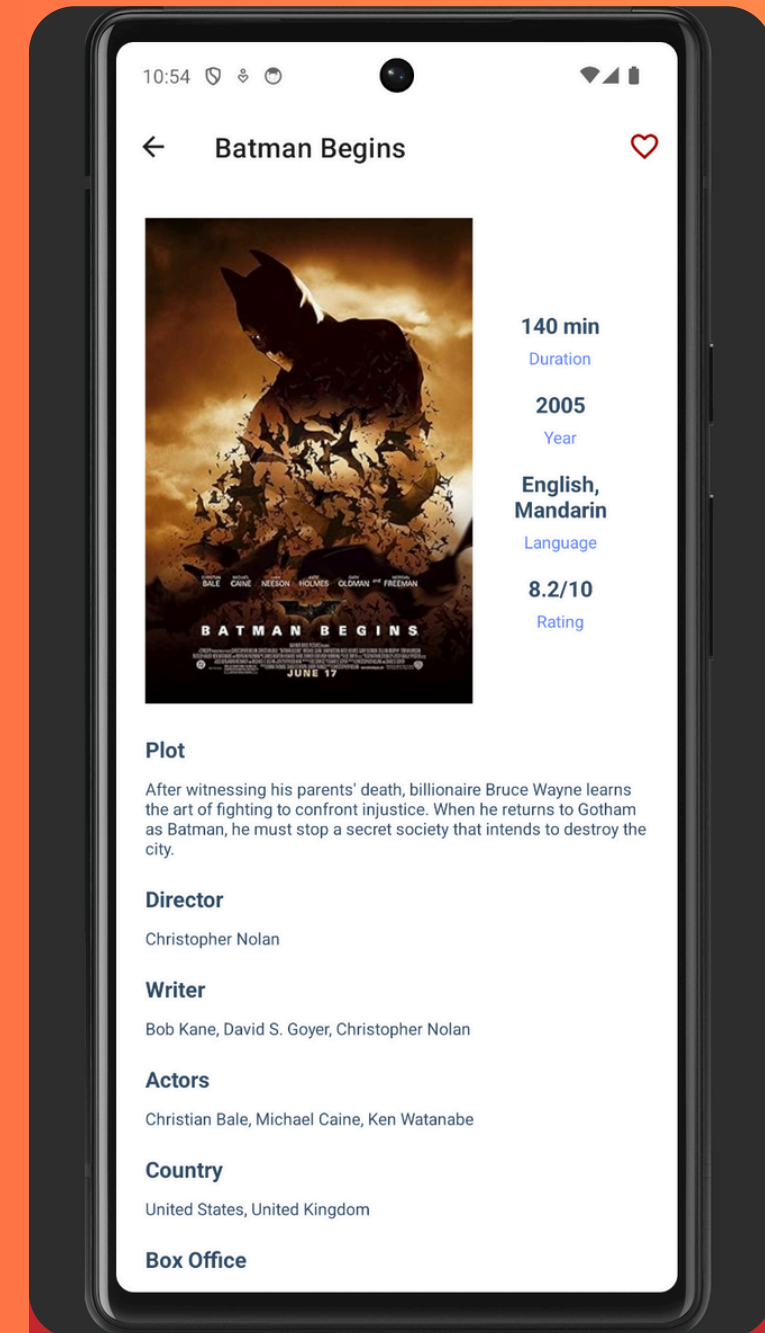 10:54
Batman Begins
140 min
Duration
2005
Year
English,
Mandarin
Language
8.2/10
Rating
BALE CAINE NEESON HOLMES OLDMAN AND FREEMAN
BATMAN BEGINS
JUNE 17
Plot
After witnessing his parents' death, billionaire Bruce Wayne learns
the art of fighting to confront injustice. When he returns to Gotham
as Batman, he must stop a secret society that intends to destroy the
city.
Director
Christopher Nolan
Writer
Bob Kane, David S. Goyer, Christopher Nolan
Actors
Christian Bale, Michael Caine, Ken Watanabe
Country
United States, United Kingdom
Box Office